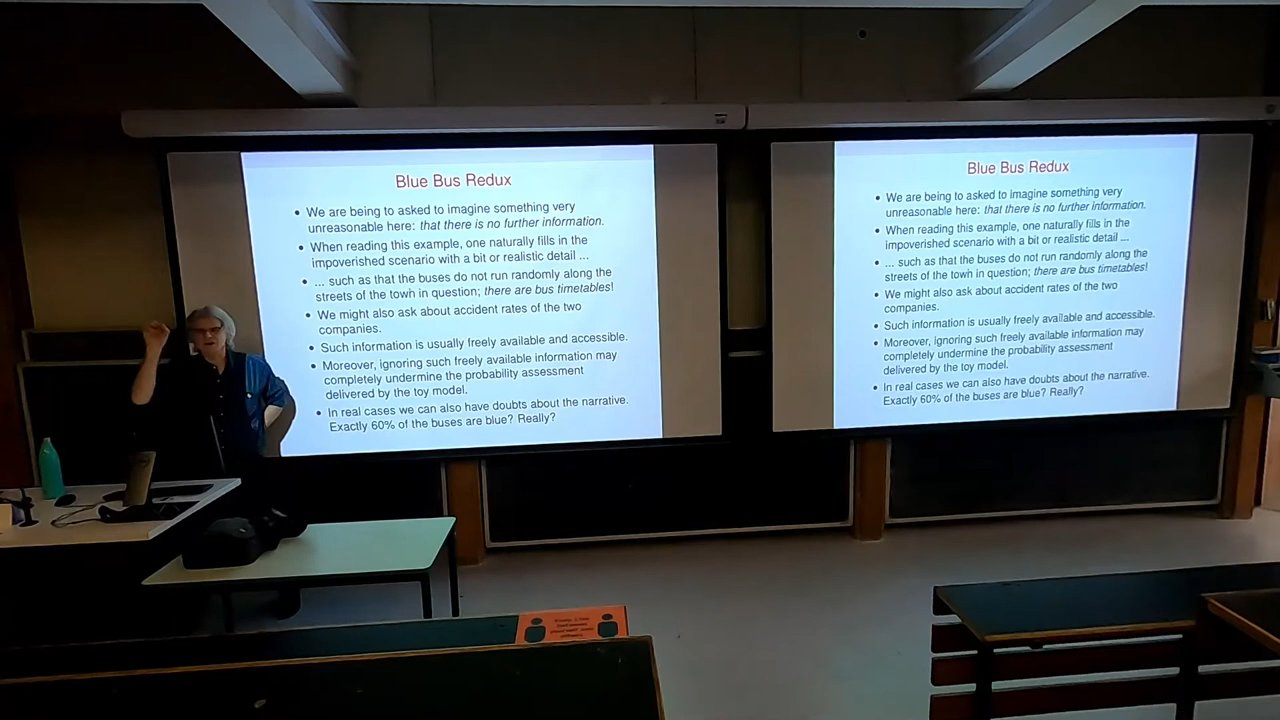 Blue Bus Redux
• We are being to asked to imagine something very
unreasonable here: that there is no further information.
• When reading this example, one naturally fills in the
impoverished scenario with a bit or realistic detail ...
• ... such as that the buses do not run randomly along the
streets of the town in question; there are bus timetables!
• We might also ask about accident rates of the two
companies.
• Such information is usually freely available and accessible.
• Moreover, ignoring such freely available information may
completely undermine the probability assessment
delivered by the toy model.
• In real cases we can also have doubts about the narrative.
Exactly 60% of the buses are blue? Really?
Blue Bus Redux
• We are being to asked to imagine something very
unreasonable here: that there is no further information.
• When reading this example, one naturally fills in the
impoverished scenario with a bit or realistic detail ...
• ... such as that the buses do not run randomly along the
streets of the town in question; there are bus timetables!
• We might also ask about accident rates of the two
companies.
• Such information is usually freely available and accessible.
• Moreover, ignoring such freely available information may
completely undermine the probability assessment
delivered by the toy model.
• In real cases we can also have doubts about the narrative.
Exactly 60% of the buses are blue? Really?